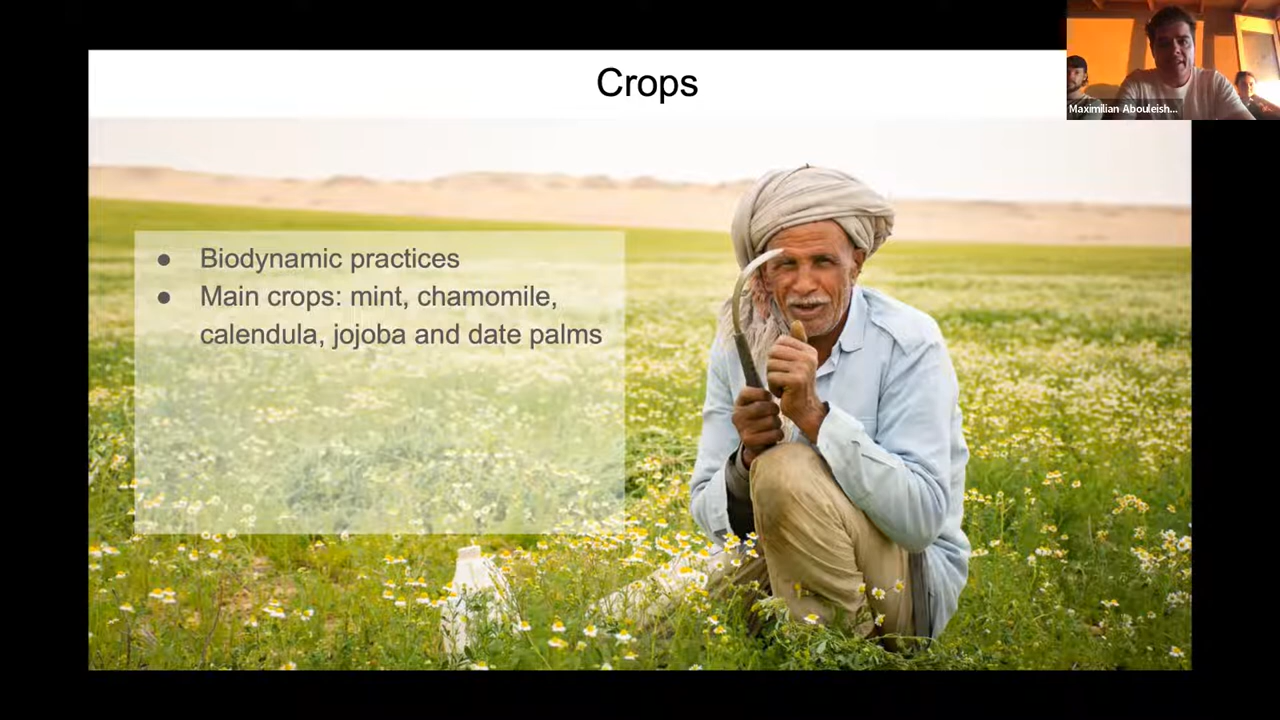 Crops
Maximilian Abouleish...
● Biodynamic practices
● Main crops: mint, chamomile,
calendula, jojoba and date palms